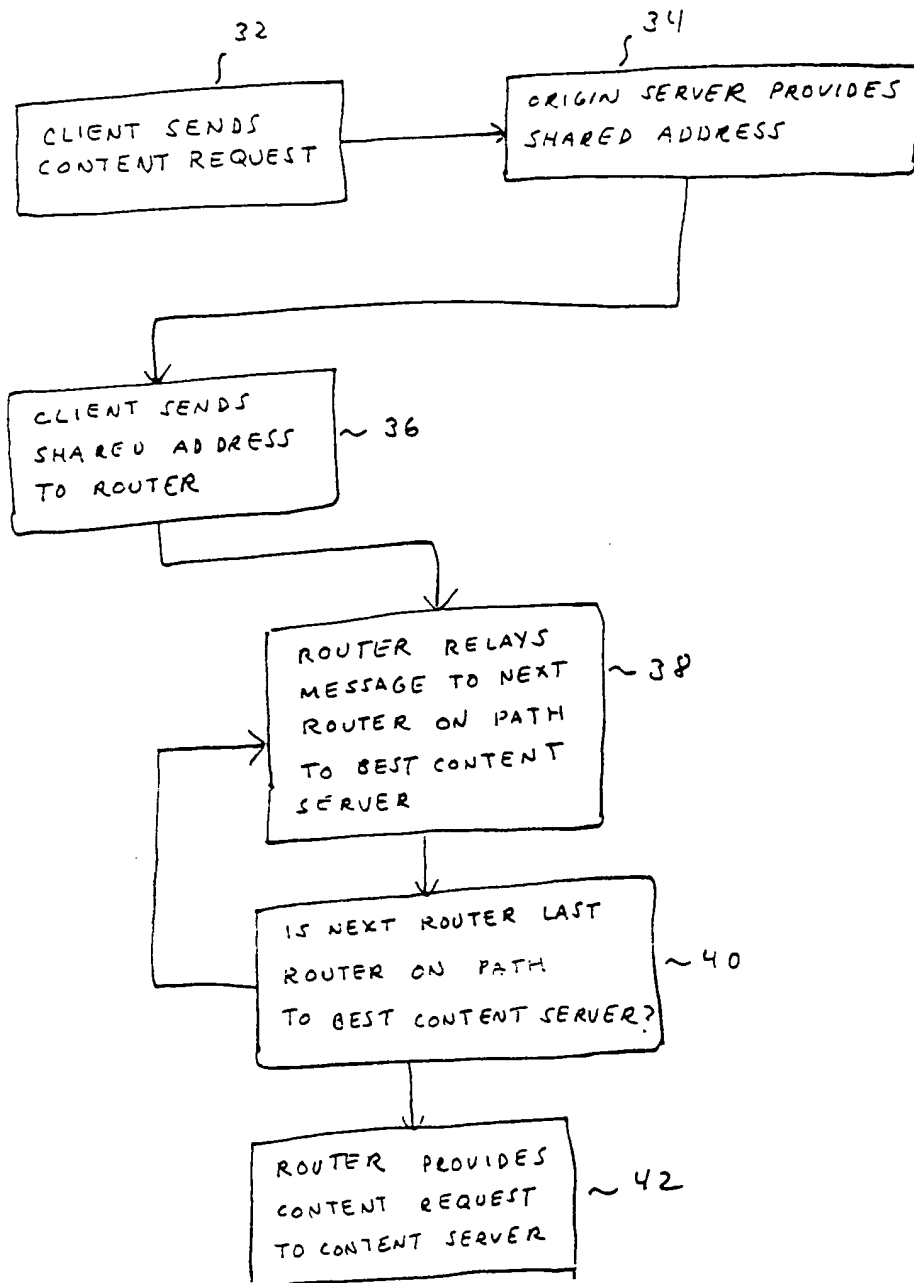 32
34
CLIENT SENDS
CONTENT REQUEST
ORIGIN SERVER PROVIDES
SHARED ADDRESS
CLIENT SENDS
SHARED ADDRESS
TO ROUTER
~ 36
ROUTER RELAYS
MESSAGE TO NEXT
ROUTER ON PATH
TO BEST CONTENT
SERVER
~ 38
IS NEXT ROUTER LAST
ROUTER ON PATH
TO BEST CONTENT SERVER?
~ 40
ROUTER PROVIDES
CONTENT REQUEST
TO CONTENT SERVER
~ 42